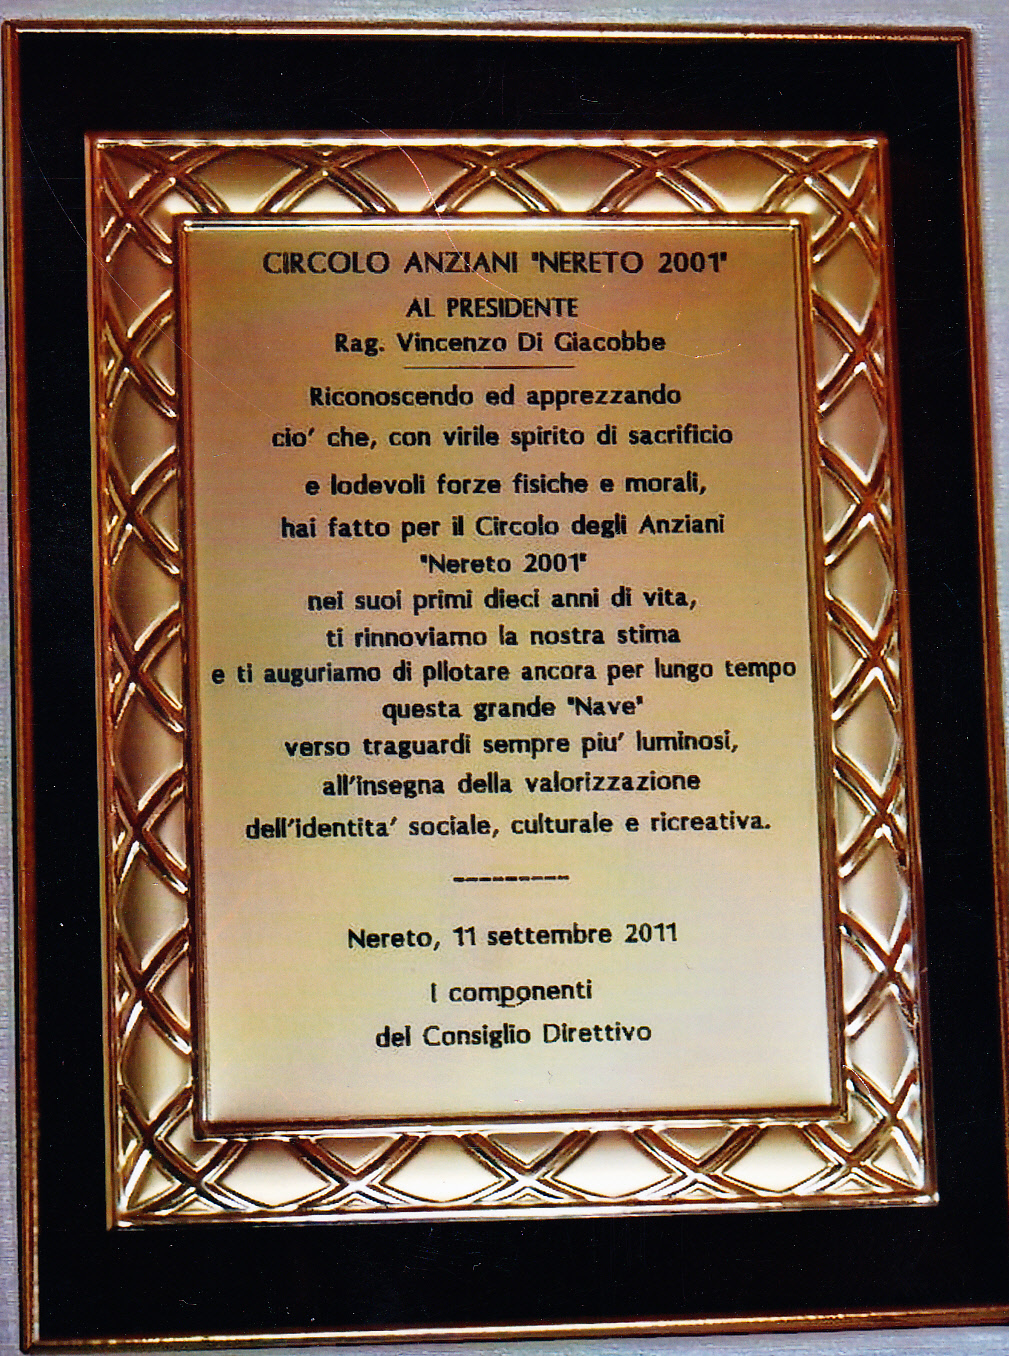 CIRCOLO ANZIANI "NERETO 2001"
AL PRESIDENTE
Rag. Vincenzo Di Giacobbe
Riconoscendo ed apprezzando
cio' che, con virile spirito di sacrificio
e lodevoli forze fisiche e morali,
hai fatto per il Circolo degli Anziani
"Nereto 2001"
nei suoi primi dieci anni di vita,
ti rinnoviamo la nostra stima
e ti auguriamo di pilotare ancora per lungo tempo
questa grande "Nave"
verso traguardi sempre piu' luminosi,
all'insegna della valorizzazione
dell'identita' sociale, culturale e ricreativa.
----------
Nereto, 11 settembre 2011
I componenti
del Consiglio Direttivo